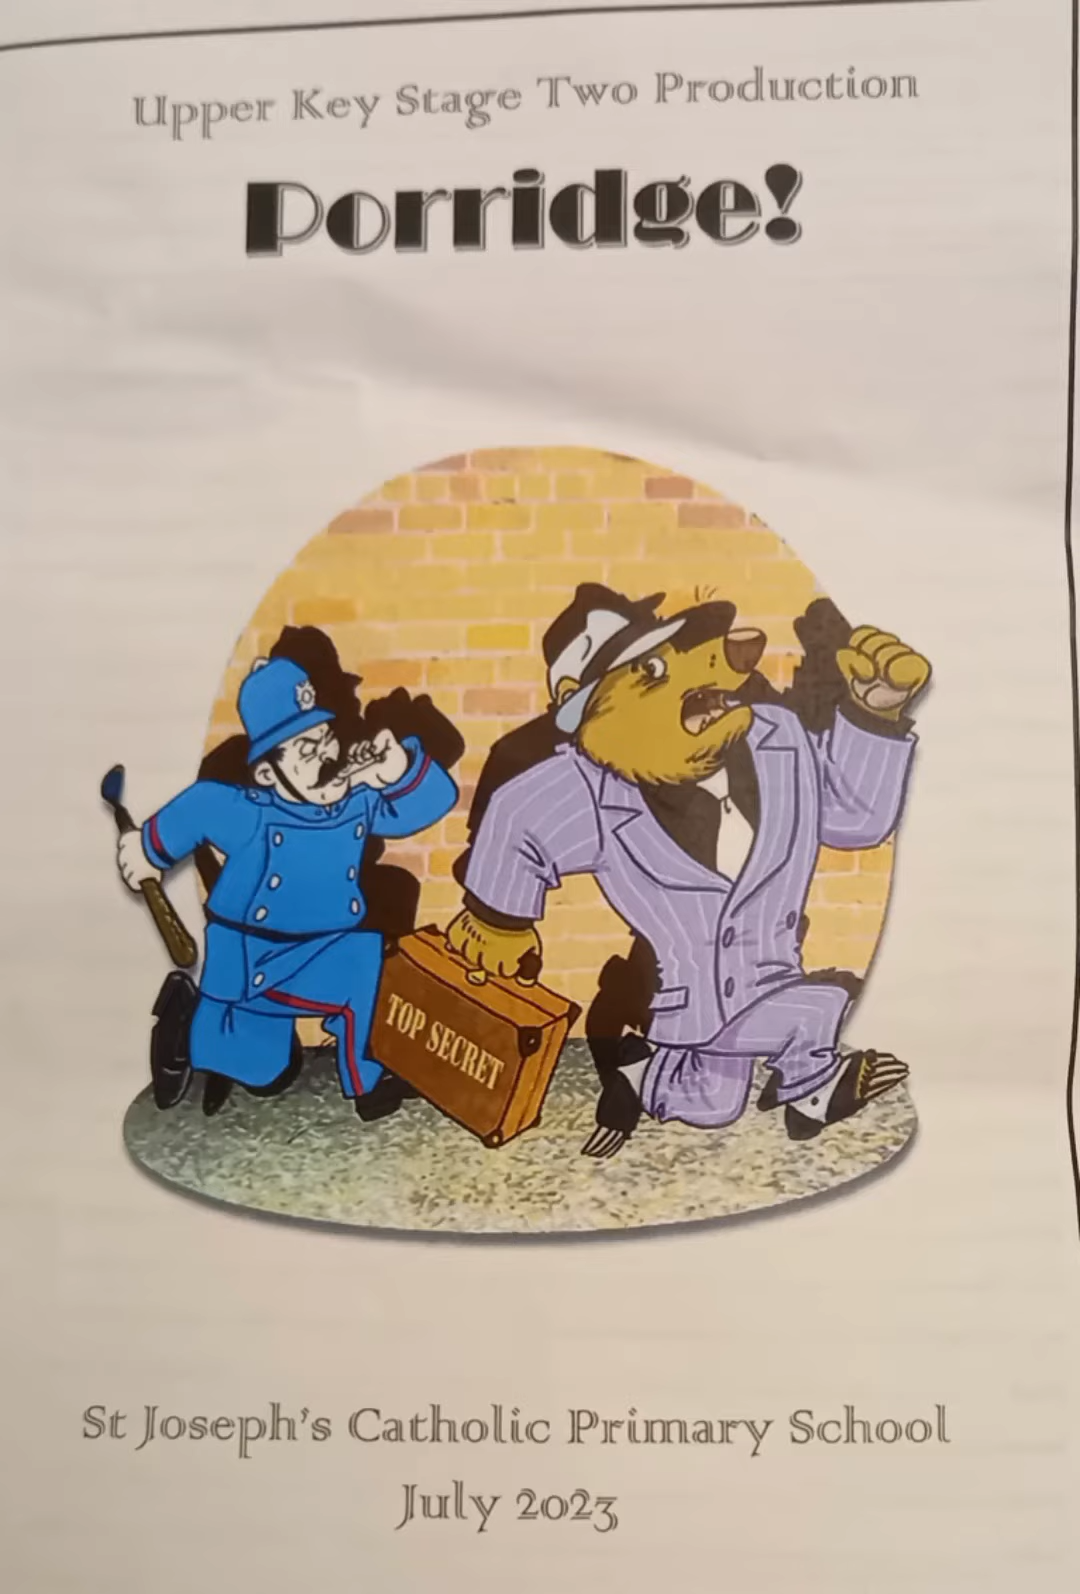 Upper Key Stage Two Production
Porridge!
TOP SECRET
St Joseph's Catholic Primary School
July 2023